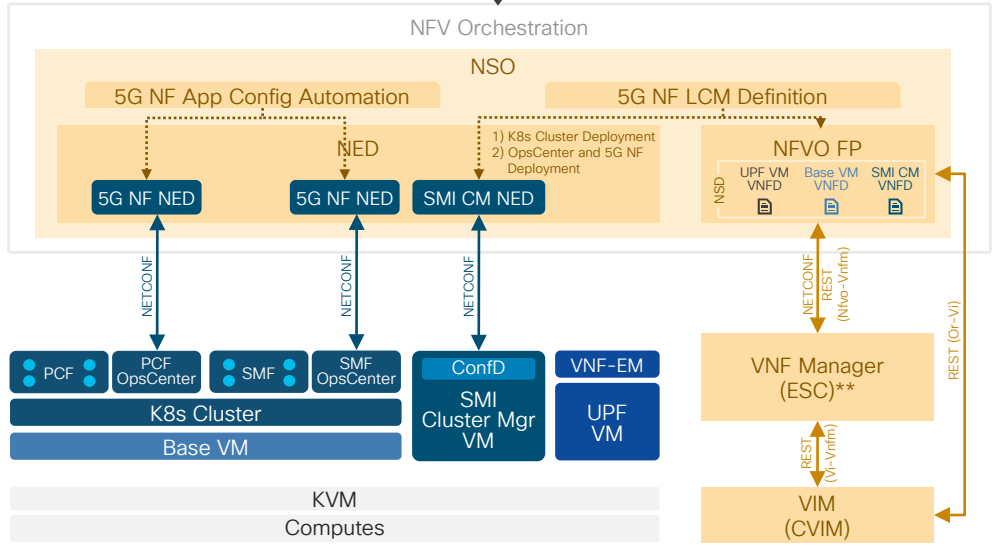 NFV Orchestration
NSO
5G NF App Config Automation
5G NF LCM Definition
NED
1) K8s Cluster Deployment
2) OpsCenter and 5G NF
Deployment
NFVO FP
NSD
UPF VM
VNFD
Base VM
VNFD
SMI CM
VNFD
5G NF NED
5G NF NED
SMI CM NED
NETCONF
NETCONF
NETCONF
NETCONF
REST
(Nfvo-Vnfm)
REST (Or-Vi)
PCF
PCF
OpsCenter
SMF
SMF
OpsCenter
K8s Cluster
Base VM
ConfD
SMI
Cluster Mgr
VM
VNF-EM
UPF
VM
VNF Manager
(ESC)**
REST
(Vi-Vnfm)
VIM
(CVIM)
KVM
Computes